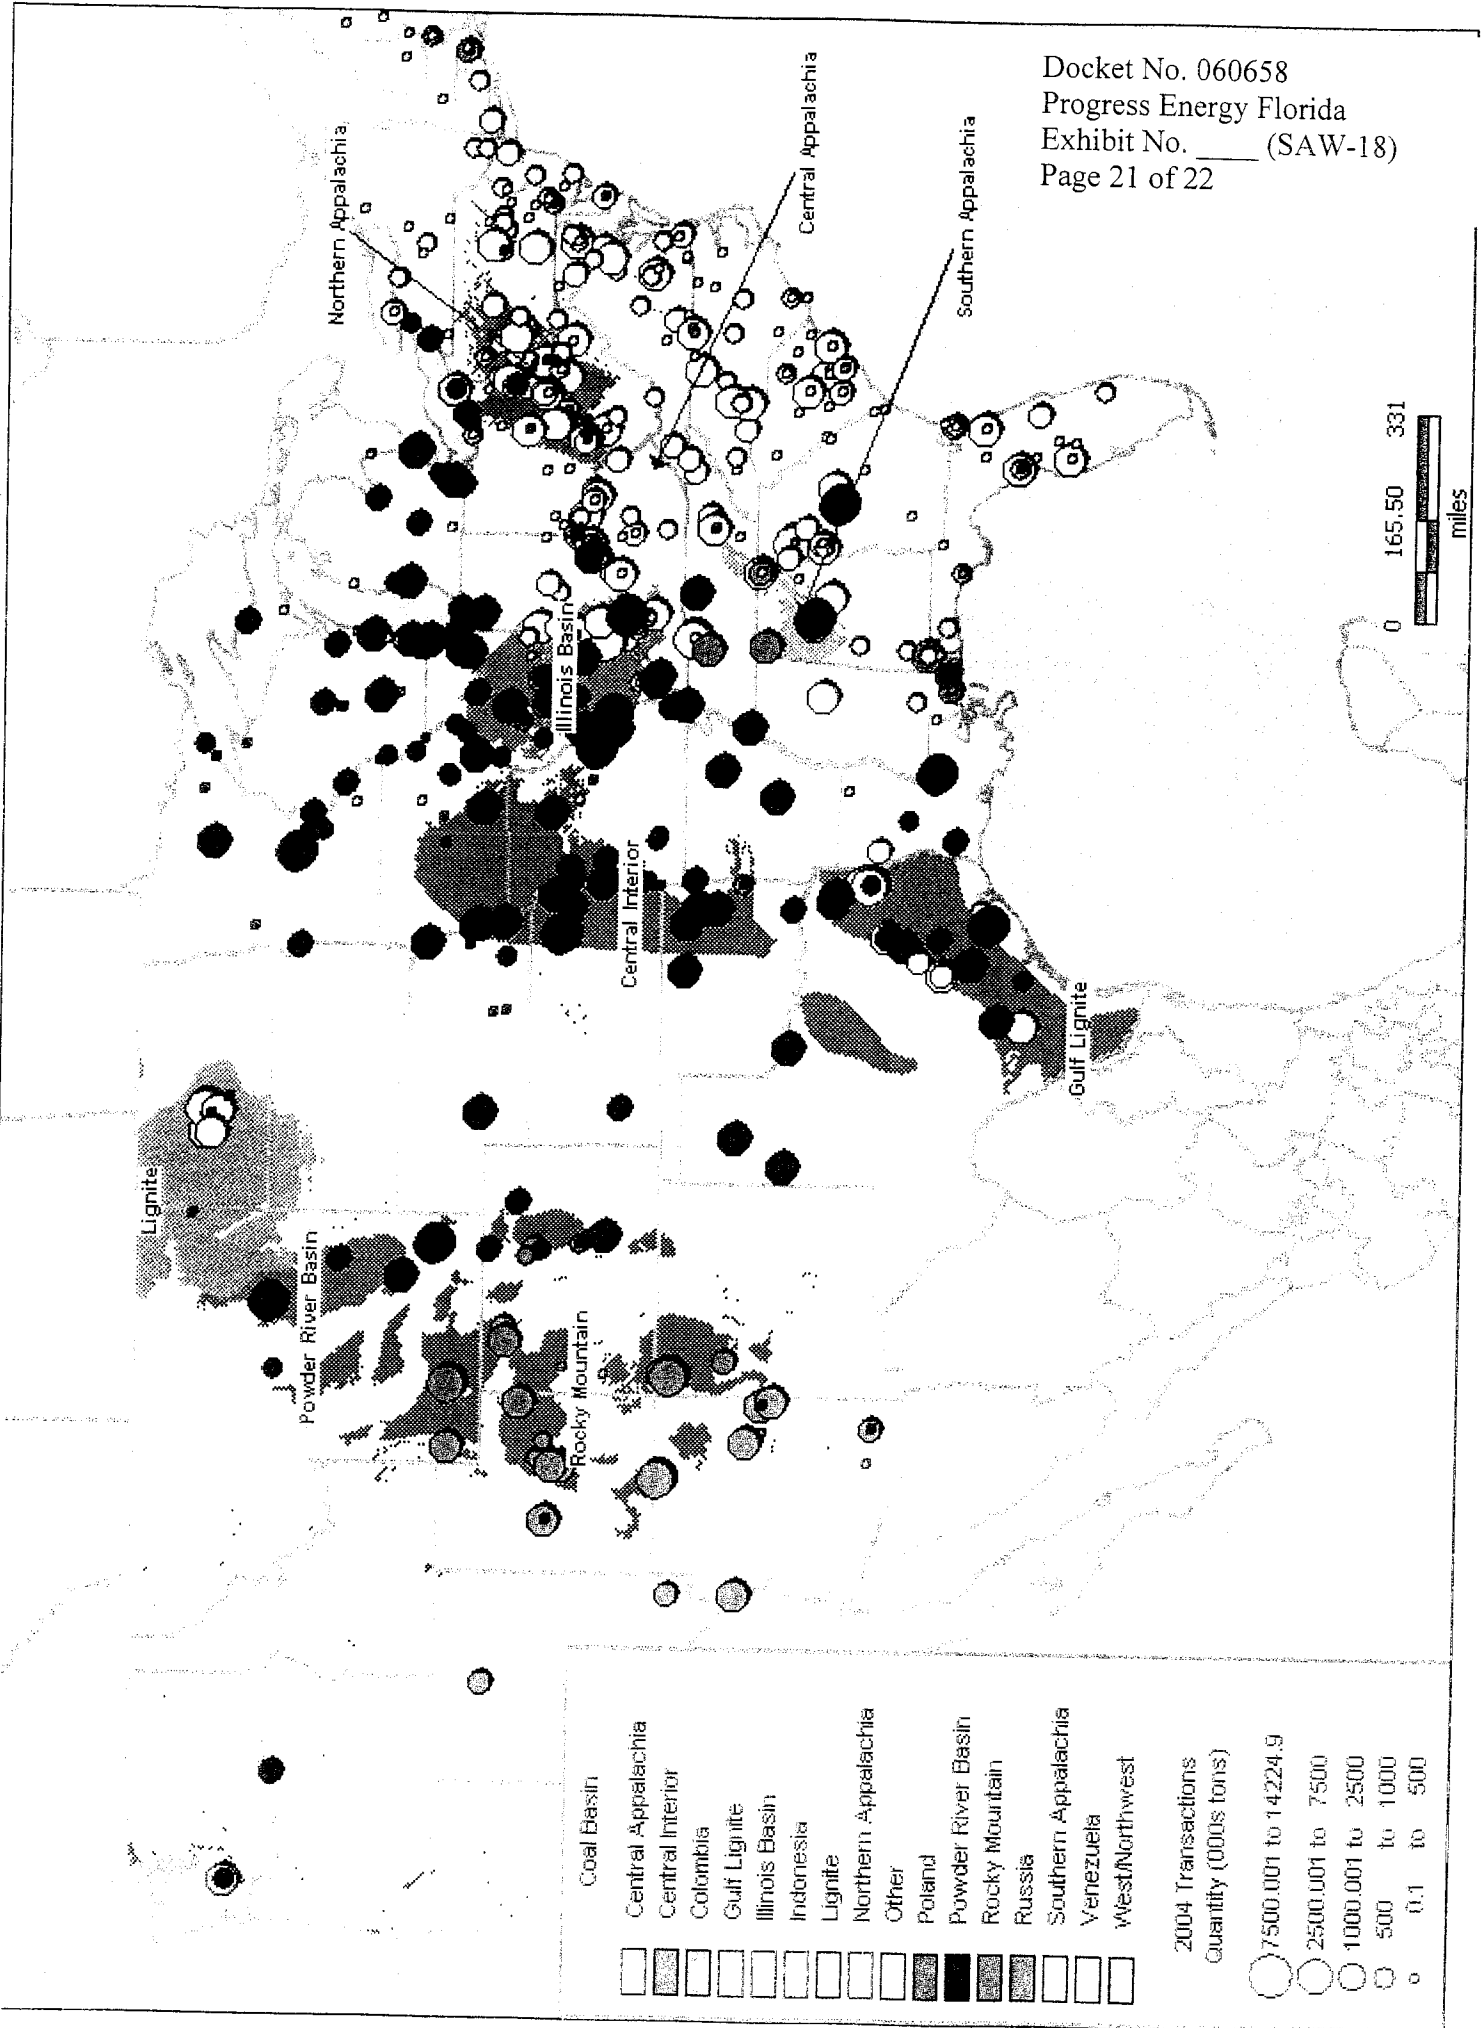 Docket No. 060658
Progress Energy Florida
Exhibit No. ____ (SAW-18)
Page 21 of 22
Northern Appalachia
Central Appalachia
Southern Appalachia
Illinois Basin
Central Interior
Gulf Lignite
Lignite
Powder River Basin
Rocky Mountain
0 165.50 331
miles
Coal Basin
Central Appalachia
Central Interior
Colombia
Gulf Lignite
Illinois Basin
Indonesia
Lignite
Northern Appalachia
Other
Poland
Powder River Basin
Rocky Mountain
Russia
Southern Appalachia
Venezuela
West/Northwest
2004 Transactions
Quantity (000s tons)
7500.001 to 14224.9
2500.001 to 7500
1000.001 to 2500
500 to 1000
0.1 to 500